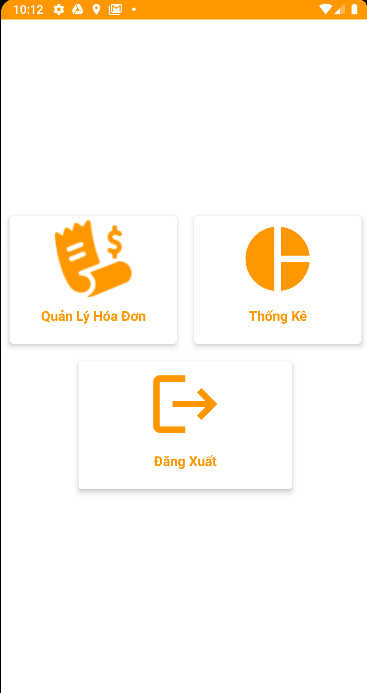 10:12
$
Quản Lý Hóa Đơn
Thống Kê
Đăng Xuất